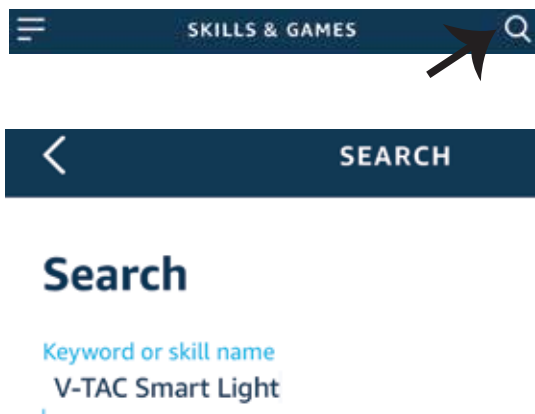 SKILLS & GAMES
SEARCH
Search
Keyword or skill name
V-TAC Smart Light